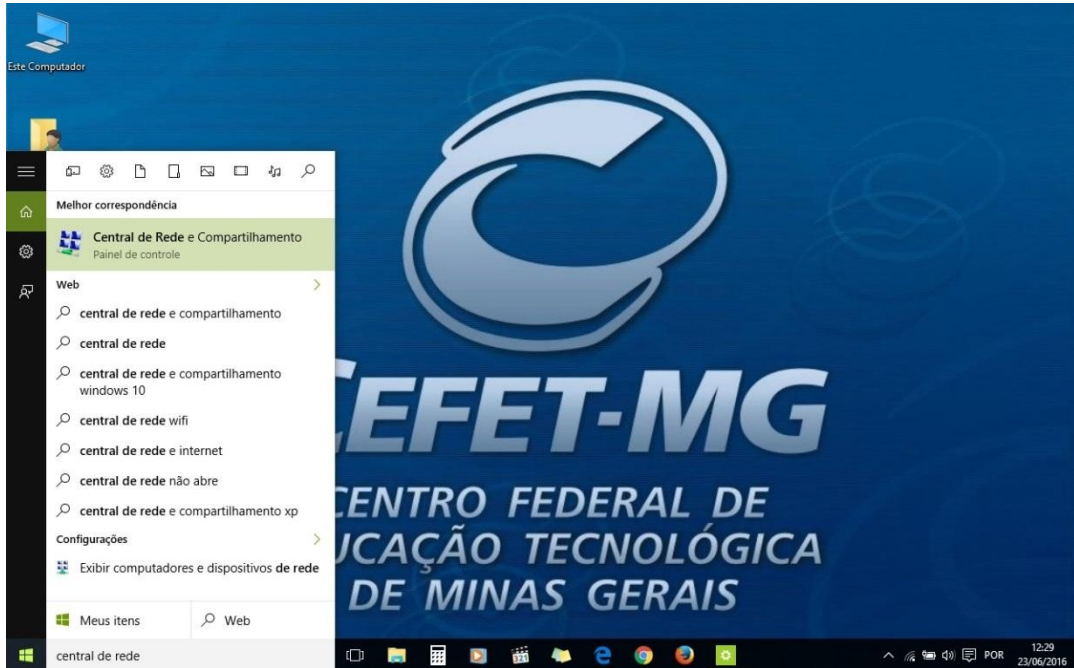 Este Computador
Melhor correspondência
Central de Rede e Compartilhamento
Painel de controle
Web
central de rede e compartilhamento
central de rede
central de rede e compartilhamento
windows 10
central de rede wifi
central de rede e internet
central de rede não abre
central de rede e compartilhamento xp
Configurações
Exibir computadores e dispositivos de rede
Meus itens
Web
central de rede
CEFET-MG
CENTRO FEDERAL DE
UCAÇÃO TECNOLÓGICA
DE MINAS GERAIS
321
POR
12:29
23/06/2016